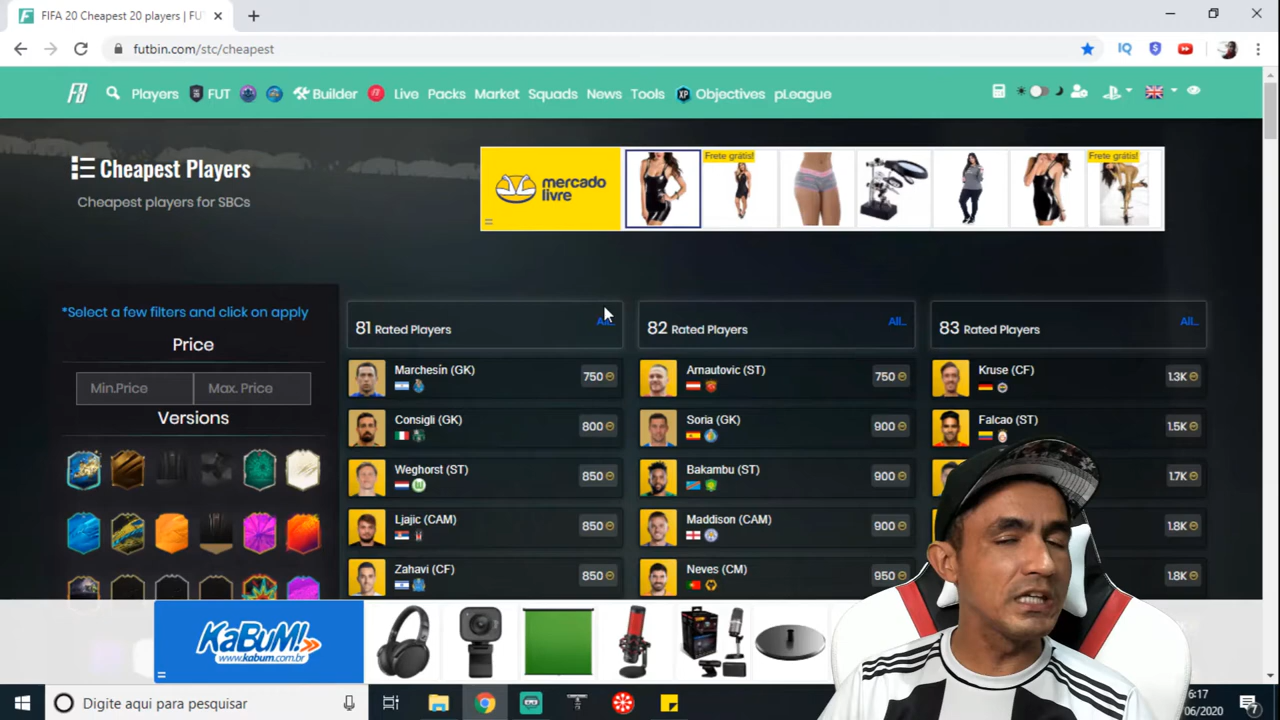 FIFA 20 Cheapest 20 players | FU
futbin.com/stc/cheapest
IQ
F8 Players FUT Builder Live Packs Market Squads News Tools XP Objectives pLeague
Cheapest Players
Cheapest players for SBCs
mercado livre
Frete grátis!
Frete grátis!
*Select a few filters and click on apply
Price
Min.Price
Max. Price
Versions
81 Rated Players
All..
Marchesín (GK)
750
Consigli (GK)
800
Weghorst (ST)
850
Ljajic (CAM)
850
Zahavi (CF)
850
82 Rated Players
All..
Arnautovic (ST)
750
Soria (GK)
900
Bakambu (ST)
900
Maddison (CAM)
900
Neves (CM)
950
83 Rated Players
All..
Kruse (CF)
1.3K
Falcao (ST)
1.5K
1.7K
1.8K
1.8K
KaBuM!
www.kabum.com.br
Digite aqui para pesquisar
6:17
06/2020
7